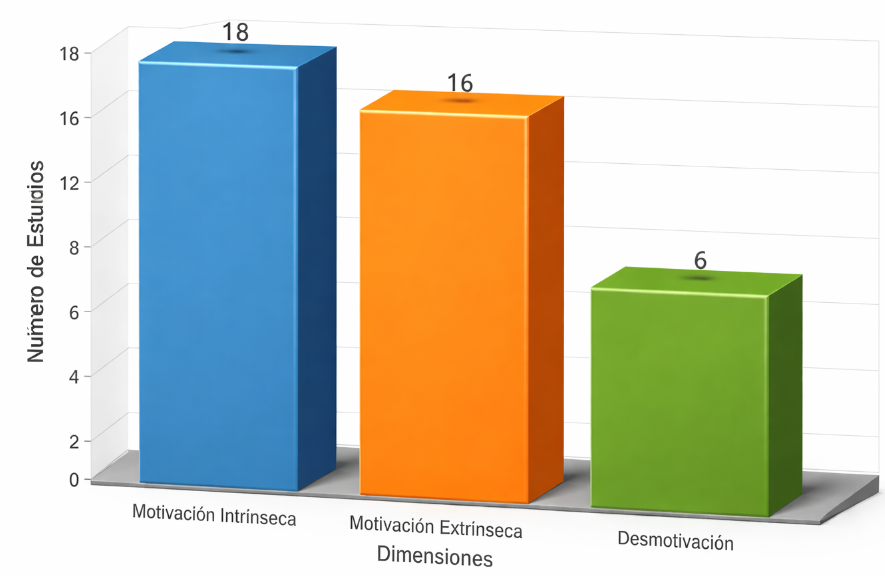 18
16
6
18
16
12
8
6
4
2
0
Número de Estudios
Motivación Intrínseca
Motivación Extrínseca
Desmotivación
Dimensiones